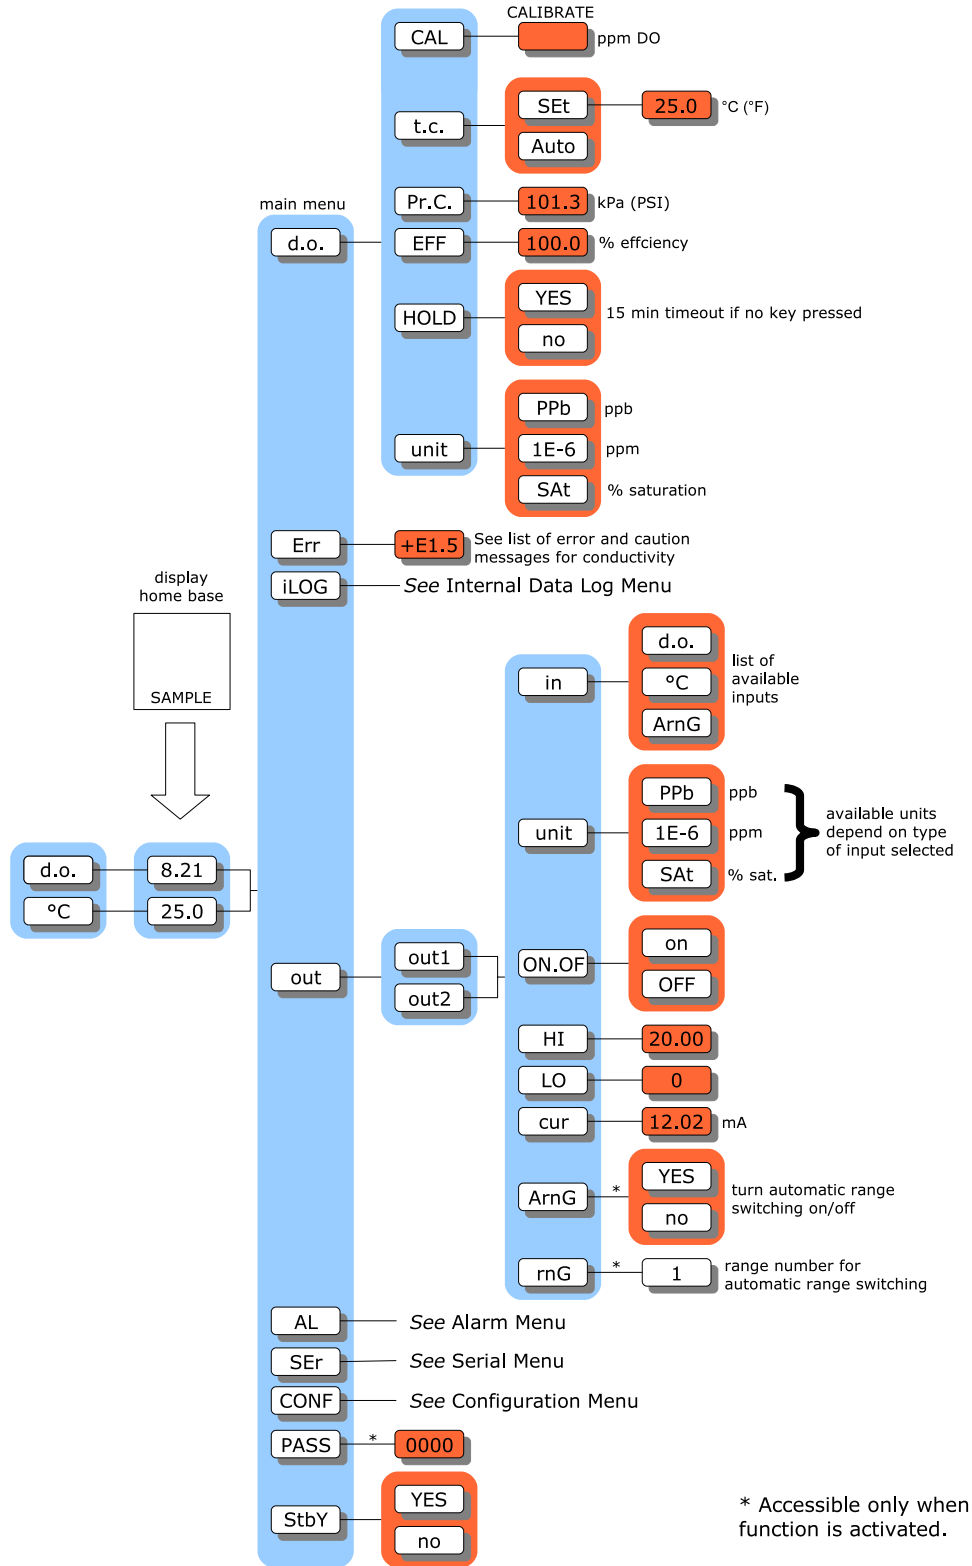 CALIBRATE
CAL
ppm DO
SEt
25.0
°C (°F)
t.c.
Auto
main menu
Pr.C.
101.3
kPa (PSI)
d.o.
EFF
100.0
% effciency
YES
HOLD
15 min timeout if no key pressed
no
PPb
ppb
unit
1E-6
ppm
SAt
% saturation
Err
+E1.5
See list of error and caution
messages for conductivity
iLOG
See Internal Data Log Menu
display
home base
SAMPLE
d.o.
in
°C
list of
available
inputs
ArnG
PPb
ppb
unit
1E-6
ppm
SAt
% sat.
available units
depend on type
of input selected
d.o.
8.21
°C
25.0
out
out1
out2
ON.OF
on
OFF
HI
20.00
LO
0
cur
12.02
mA
ArnG
*
YES
no
turn automatic range
switching on/off
rnG
*
1
range number for
automatic range switching
AL
See Alarm Menu
SEr
See Serial Menu
CONF
See Configuration Menu
PASS
*
0000
StbY
YES
no
* Accessible only when
function is activated.